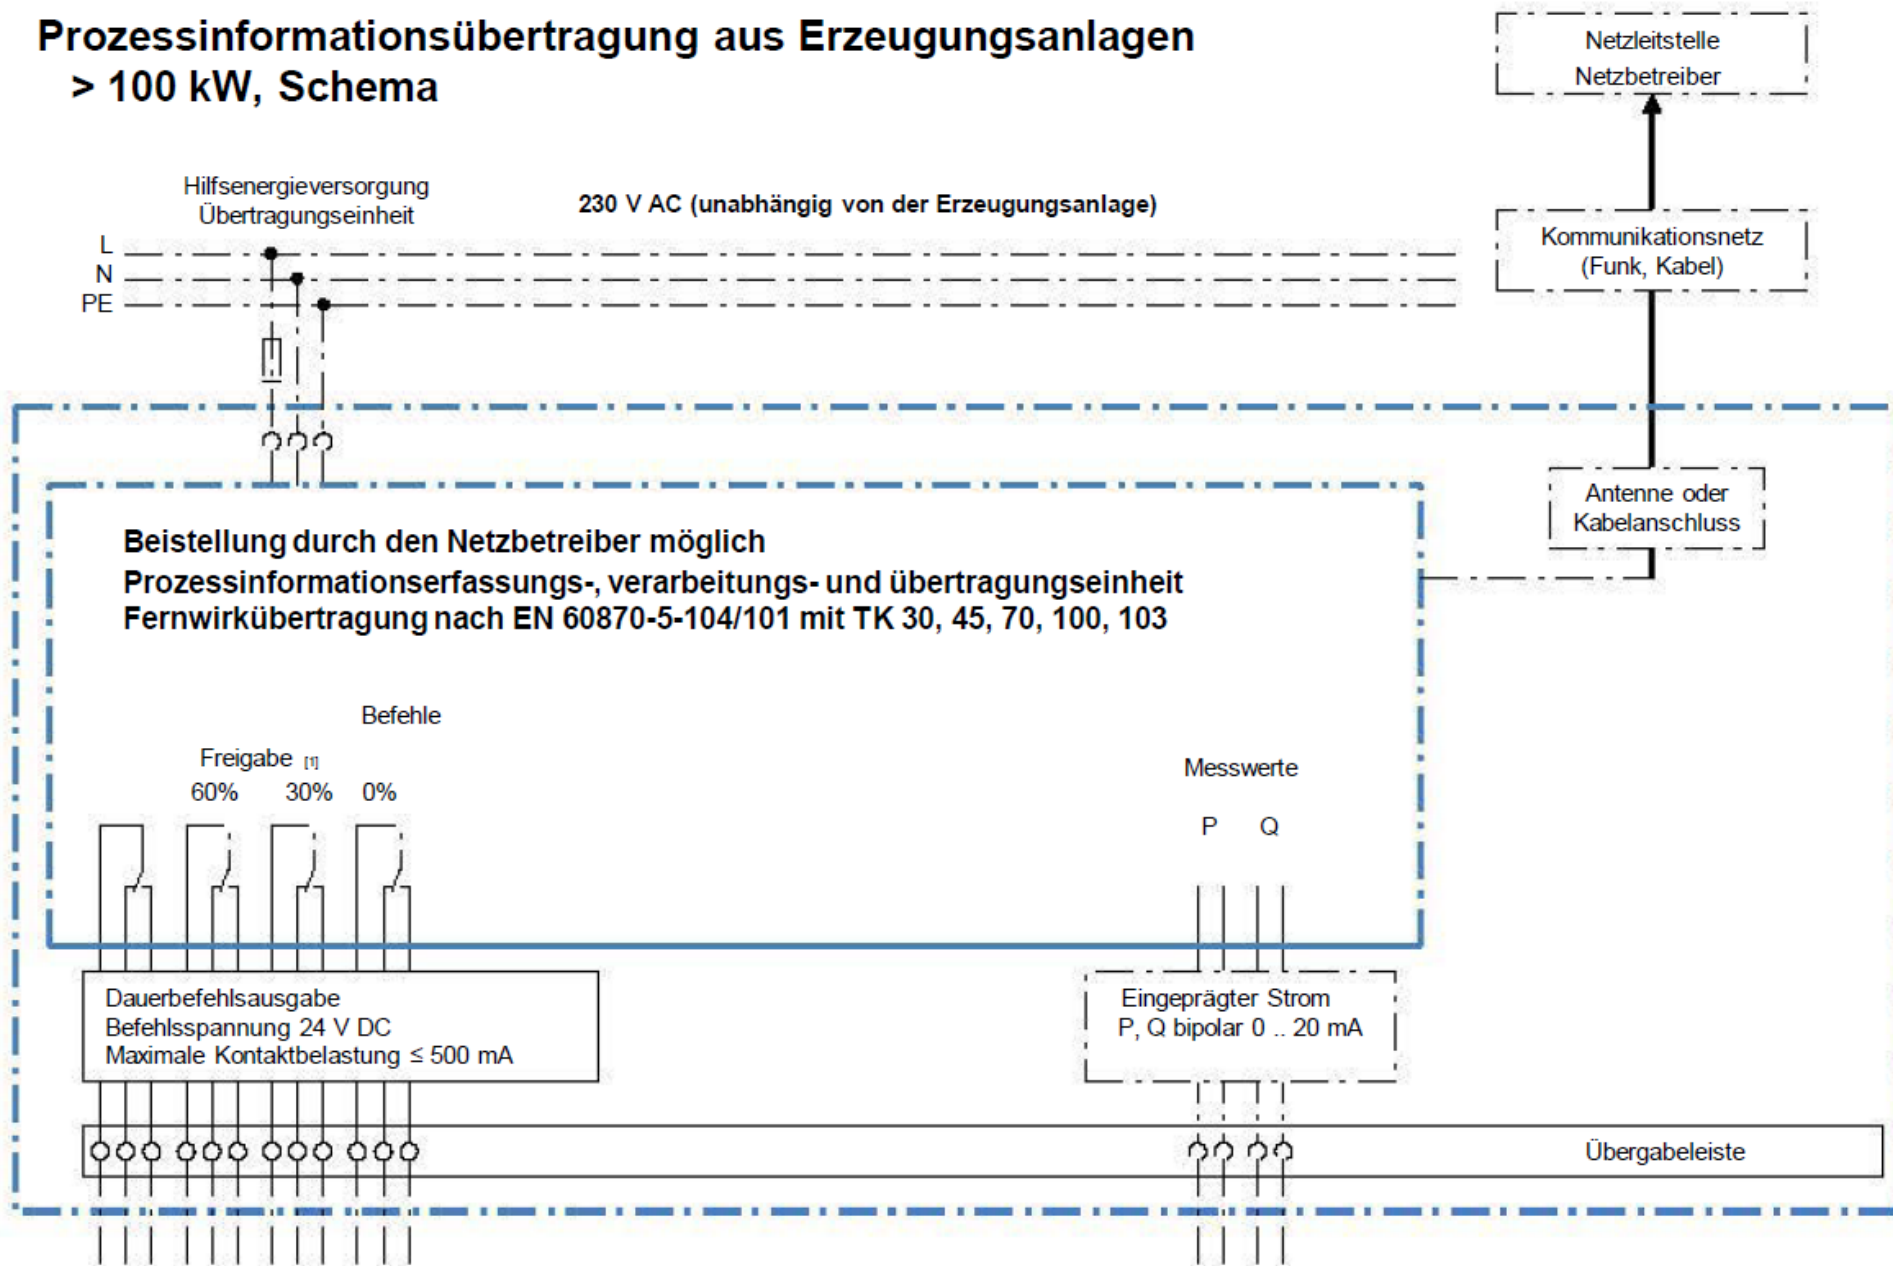 Prozessinformationsübertragung aus Erzeugungsanlagen
> 100 kW, Schema
Netzleitstelle
Netzbetreiber
Hilfsenergieversorgung
Übertragungseinheit
230 V AC (unabhängig von der Erzeugungsanlage)
Kommunikationsnetz
(Funk, Kabel)
L
N
PE
Antenne oder
Kabelanschluss
Beistellung durch den Netzbetreiber möglich
Prozessinformationserfassungs-, verarbeitungs- und übertragungseinheit
Fernwirkübertragung nach EN 60870-5-104/101 mit TK 30, 45, 70, 100, 103
Befehle
Freigabe [1]
60% 30% 0%
Messwerte
P Q
Dauerbefehlsausgabe
Befehlsspannung 24 V DC
Maximale Kontaktbelastung ≤ 500 mA
Eingeprägter Strom
P, Q bipolar 0 .. 20 mA
Übergabeleiste